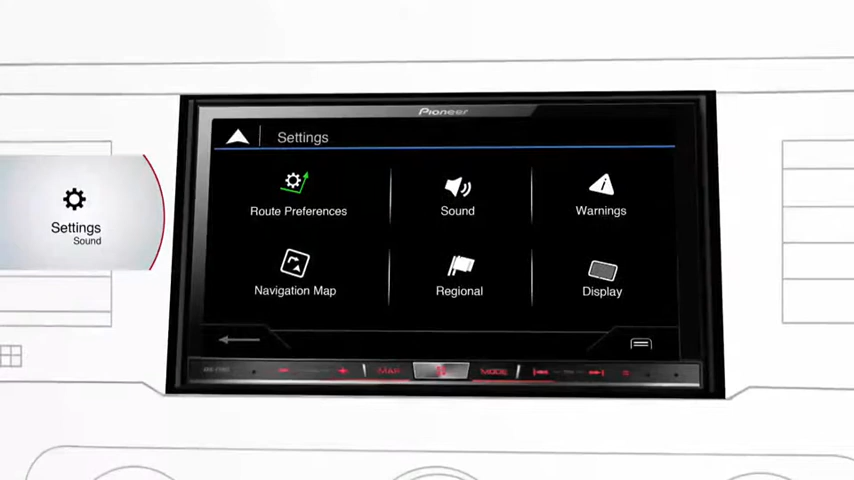 Pioneer
Settings
Settings
Sound
Route Preferences
Sound
Warnings
Navigation Map
Regional
Display
MAP
MODE